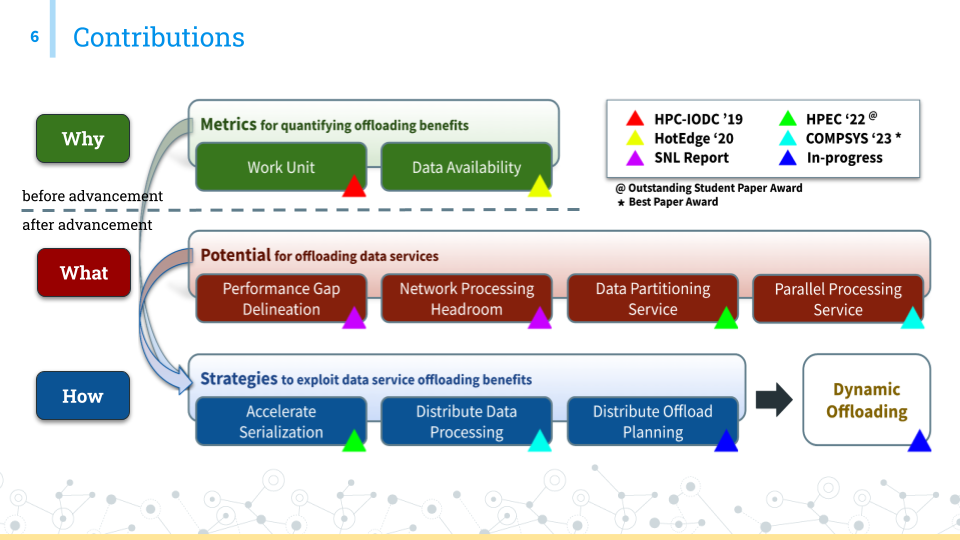 6
Contributions
Why
Metrics for quantifying offloading benefits
Work Unit
Data Availability
HPC-IODC ’19
HotEdge ‘20
SNL Report
HPEC ‘22 @
COMPSYS ‘23 *
In-progress
@ Outstanding Student Paper Award
★ Best Paper Award
before advancement
after advancement
What
Potential for offloading data services
Performance Gap
Delineation
Network Processing
Headroom
Data Partitioning
Service
Parallel Processing
Service
How
Strategies to exploit data service offloading benefits
Accelerate
Serialization
Distribute Data
Processing
Distribute Offload
Planning
Dynamic
Offloading